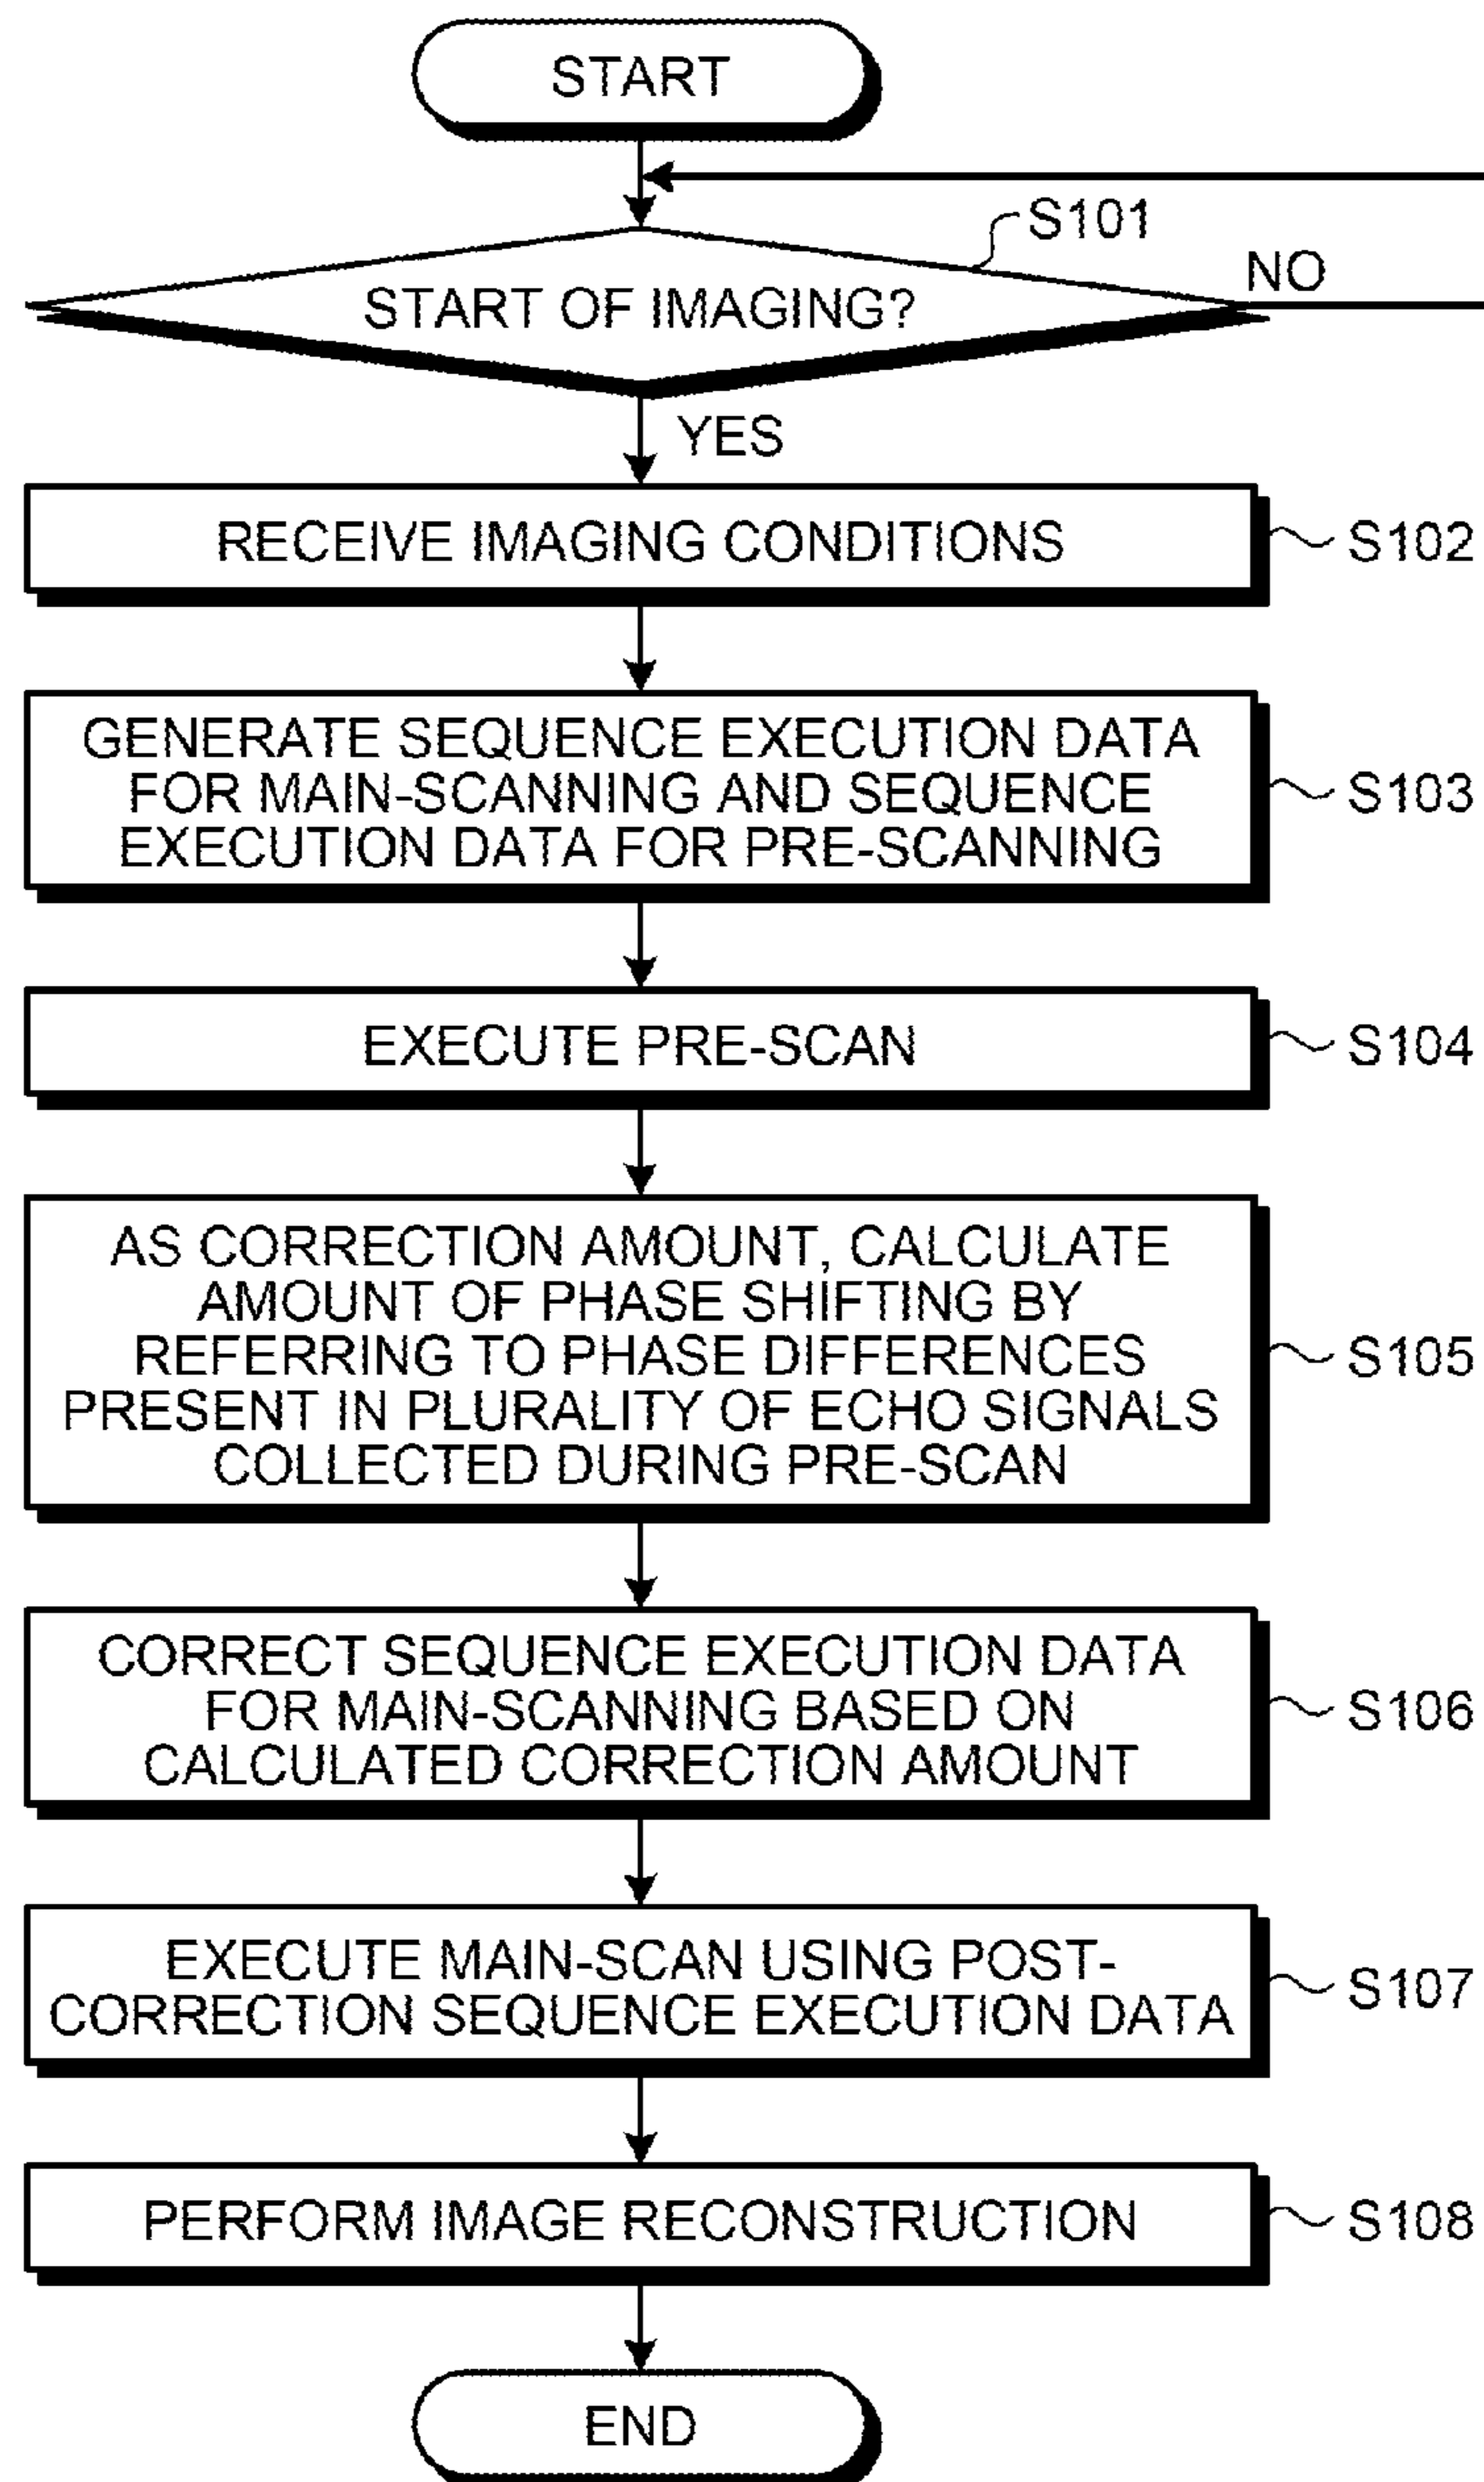 START
S101
NO
START OF IMAGING?
YES
RECEIVE IMAGING CONDITIONS
S102
GENERATE SEQUENCE EXECUTION DATA
FOR MAIN-SCANNING AND SEQUENCE
EXECUTION DATA FOR PRE-SCANNING
S103
EXECUTE PRE-SCAN
S104
AS CORRECTION AMOUNT, CALCULATE
AMOUNT OF PHASE SHIFTING BY
REFERRING TO PHASE DIFFERENCES
PRESENT IN PLURALITY OF ECHO SIGNALS
COLLECTED DURING PRE-SCAN
S105
CORRECT SEQUENCE EXECUTION DATA
FOR MAIN-SCANNING BASED ON
CALCULATED CORRECTION AMOUNT
S106
EXECUTE MAIN-SCAN USING POST-
CORRECTION SEQUENCE EXECUTION DATA
S107
PERFORM IMAGE RECONSTRUCTION
S108
END